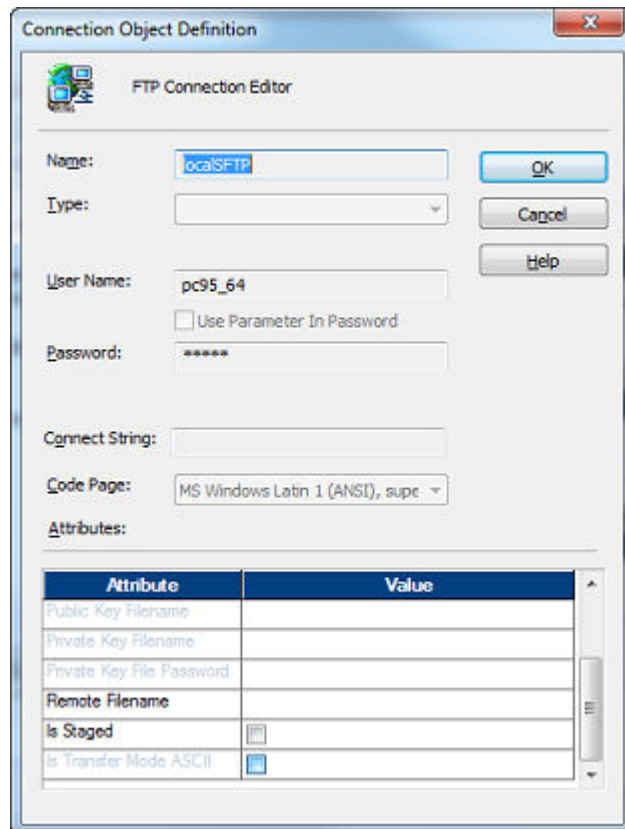 Connection Object Definition
FTP Connection Editor
Name:
localSFTP
OK
Type:
Cancel
Help
User Name:
pc95_64
Use Parameter In Password
Password:
*****
Connect String:
Code Page:
MS Windows Latin 1 (ANSI), supe
Attributes:
Attribute Value
Public Key Filename
Private Key Filename
Private Key File Password
Remote Filename
Is Staged
Is Transfer Mode ASCII